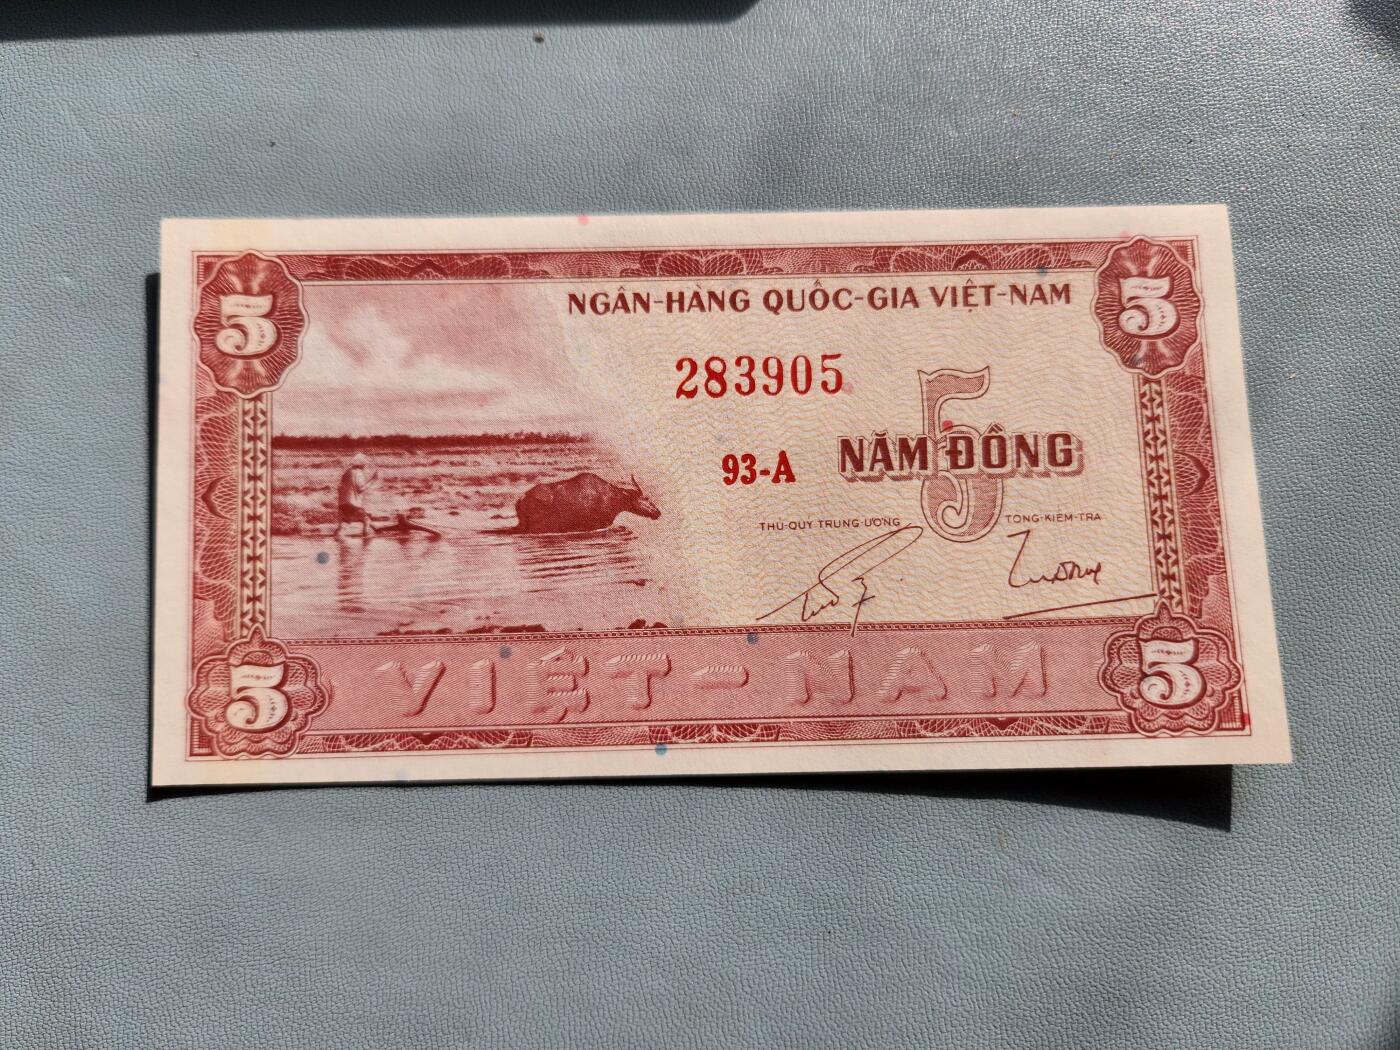 5
5
NGÂN-HÀNG QUỐC-GIA VIỆT-NAM
283905
5
93-A
NĂM ĐỒNG
THỦ-QUỸ TRUNG-ƯƠNG
TỔNG-KIỂM-TRA
VIỆT-NAM
5
5